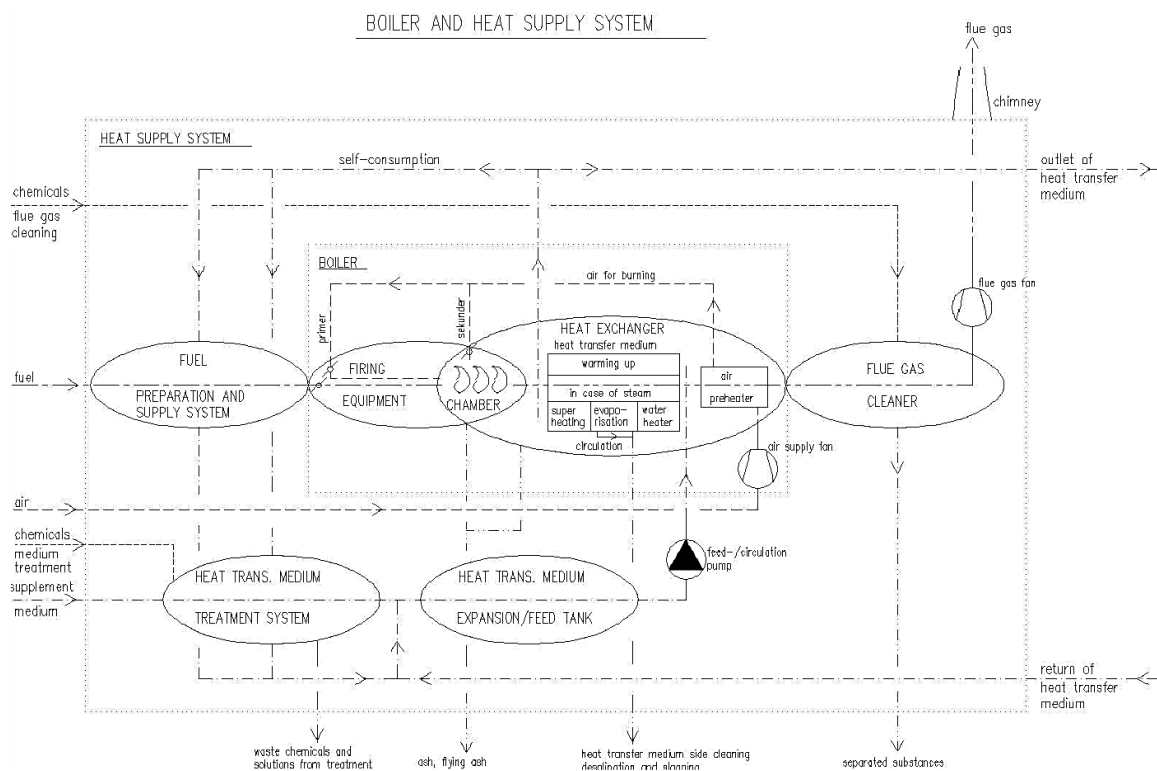 BOILER AND HEAT SUPPLY SYSTEM
flue gas
chimney
HEAT SUPPLY SYSTEM
self-consumption
outlet of
heat transfer
medium
chemicals
flue gas
cleaning
BOILER
air for burning
flue gas fan
primer
sekunder
HEAT EXCHANGER
heat transfer medium
warming up
in case of steam
super
heating
evapo-
risation
water
heater
circulation
air
preheater
FUEL
PREPARATION AND
SUPPLY SYSTEM
FIRING
EQUIPMENT
CHAMBER
FLUE GAS
CLEANER
fuel
air supply fan
air
chemicals
medium
treatment
supplement
medium
HEAT TRANS. MEDIUM
TREATMENT SYSTEM
HEAT TRANS. MEDIUM
EXPANSION/FEED TANK
feed-/circulation
pump
return of
heat transfer
medium
waste chemicals and
solutions from treatment
ash, flying ash
heat transfer medium side cleaning
desalination and slagging
separated substances